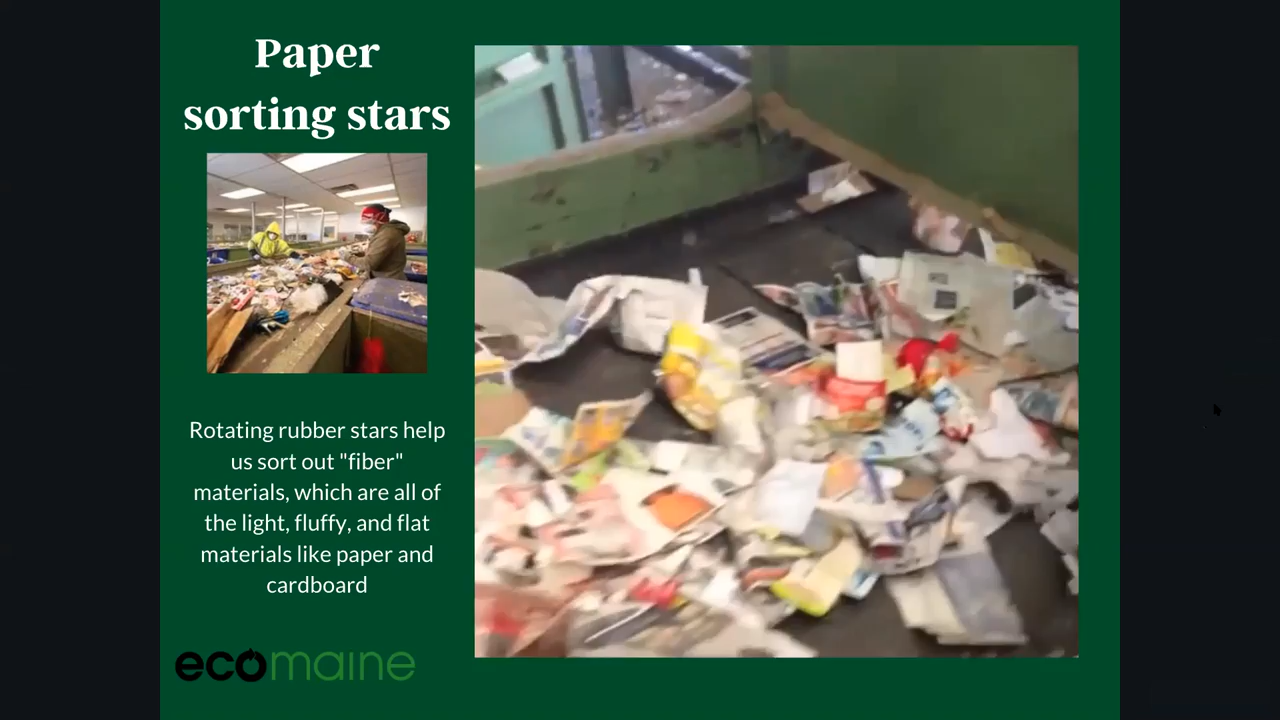 Paper
sorting stars
Rotating rubber stars help
us sort out "fiber"
materials, which are all of
the light, fluffy, and flat
materials like paper and
cardboard
ecomaine